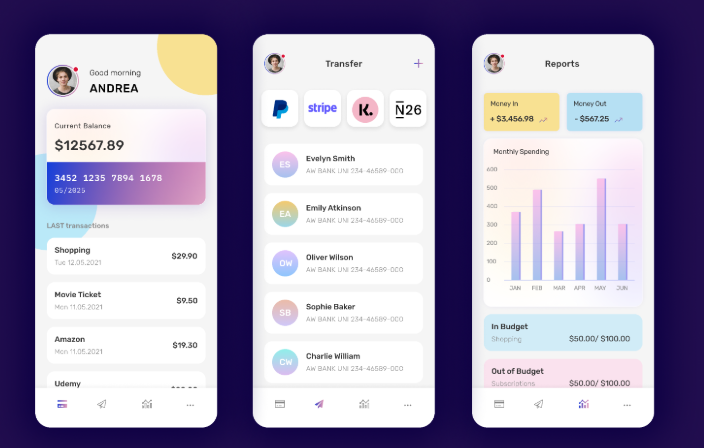 Good morning
ANDREA
Current Balance
$12567.89
3452 1235 7894 1678
05/2025
LAST transactions
Shopping
Tue 12.05.2021
$29.90
Movie Ticket
Mon 11.05.2021
$9.50
Amazon
Mon 11.05.2021
$19.30
Udemy
Transfer
stripe
K.
N26
ES
Evelyn Smith
AW BANK UNI 234-46589-000
EA
Emily Atkinson
AW BANK UNI 234-46589-000
OW
Oliver Wilson
AW BANK UNI 234-46589-000
SB
Sophie Baker
AW BANK UNI 234-46589-000
CW
Charlie William
AW BANK UNI 234-46589-000
Reports
Money In
+ $3,456.98
Money Out
- $567.25
Monthly Spending
600
500
400
300
200
100
0
JAN FEB MAR APR MAY JUN
In Budget
Shopping
$50.00/ $100.00
Out of Budget
Subscriptions
$50.00/ $100.00